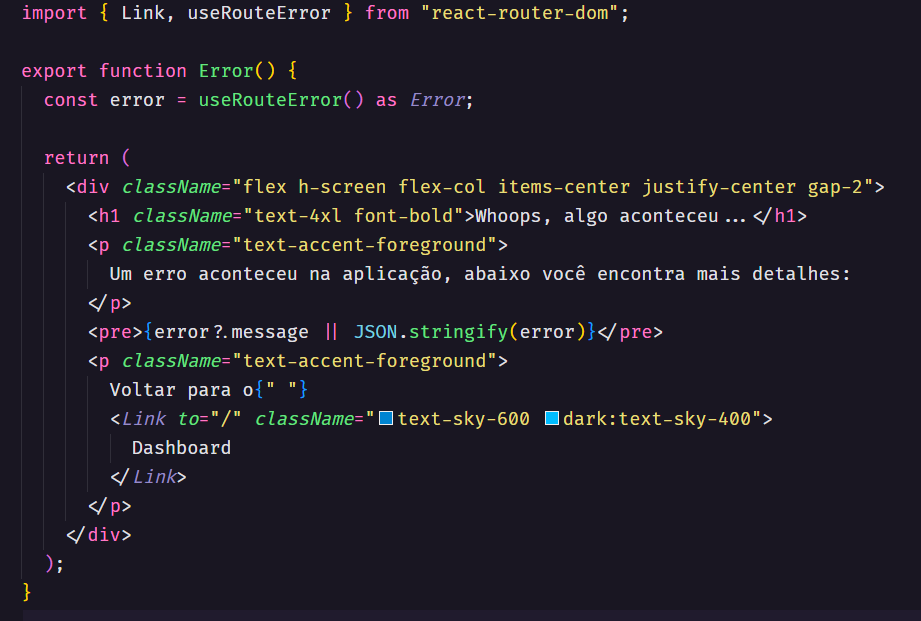 import { Link, useRouteError } from "react-router-dom";
export function Error() {
const error = useRouteError() as Error;
return (
<div className="flex h-screen flex-col items-center justify-center gap-2">
<h1 className="text-4xl font-bold">Whoops, algo aconteceu...</h1>
<p className="text-accent-foreground">
Um erro aconteceu na aplicação, abaixo você encontra mais detalhes:
</p>
<pre>{error?.message || JSON.stringify(error)}</pre>
<p className="text-accent-foreground">
Voltar para o{" "}
<Link to="/" className="text-sky-600 dark:text-sky-400">
Dashboard
</Link>
</p>
</div>
);
}